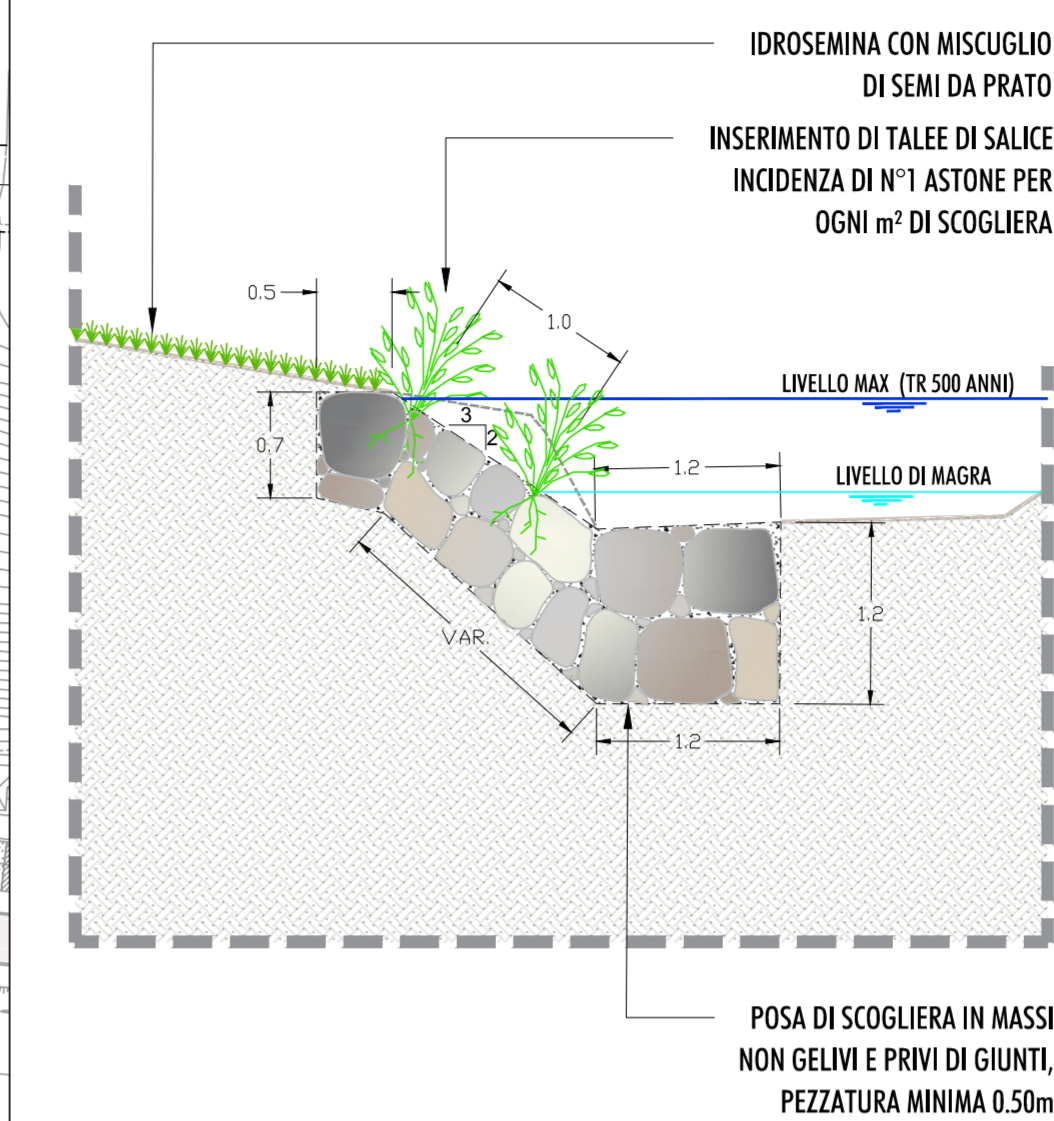 IDROSEMINA CON MISCUGLIO
DI SEMI DA PRATO
INSERIMENTO DI TALEE DI SALICE
INCIDENZA DI N°1 ASTONE PER
OGNI m² DI SCOGLIERA
0.5
1.0
LIVELLO MAX (TR 500 ANNI)
3
2
0.7
1.2
LIVELLO DI MAGRA
1.2
VAR.
1.2
POSA DI SCOGLIERA IN MASSI
NON GELIVI E PRIVI DI GIUNTI,
PEZZATURA MINIMA 0.50m